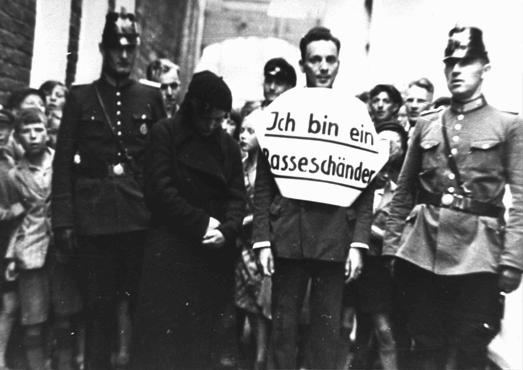 Ich bin ein
Rasseschänder